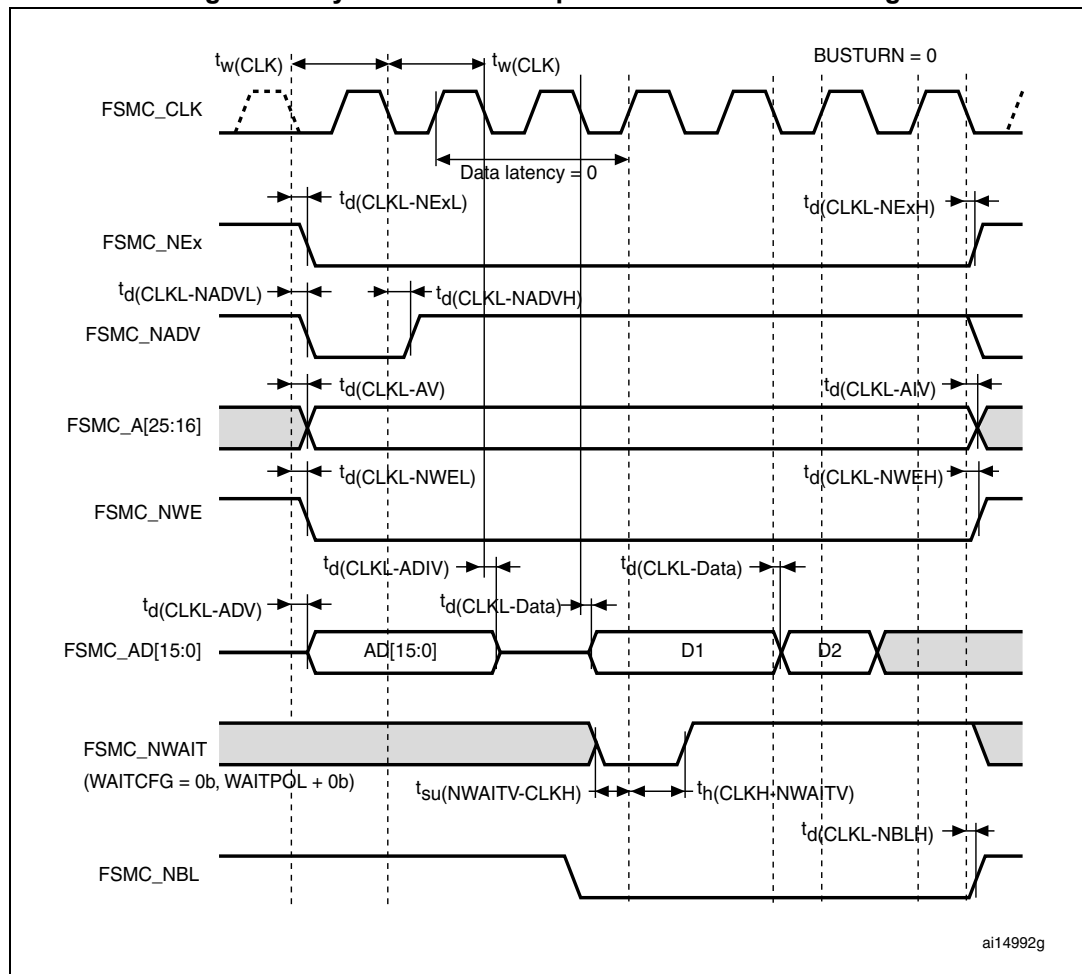 tw(CLK) tw(CLK) BUSTURN = 0
FSMC_CLK
Data latency = 0
td(CLKL-NExL) td(CLKL-NExH)
FSMC_NEx
td(CLKL-NADVL) td(CLKL-NADVH)
FSMC_NADV
td(CLKL-AV) td(CLKL-AIV)
FSMC_A[25:16]
td(CLKL-NWEL) td(CLKL-NWEH)
FSMC_NWE
td(CLKL-ADIV) td(CLKL-Data)
td(CLKL-ADV) td(CLKL-Data)
FSMC_AD[15:0] AD[15:0] D1 D2
FSMC_NWAIT
(WAITCFG = 0b, WAITPOL + 0b)
tsu(NWAITV-CLKH) th(CLKH-NWAITV)
td(CLKL-NBLH)
FSMC_NBL
ai14992g